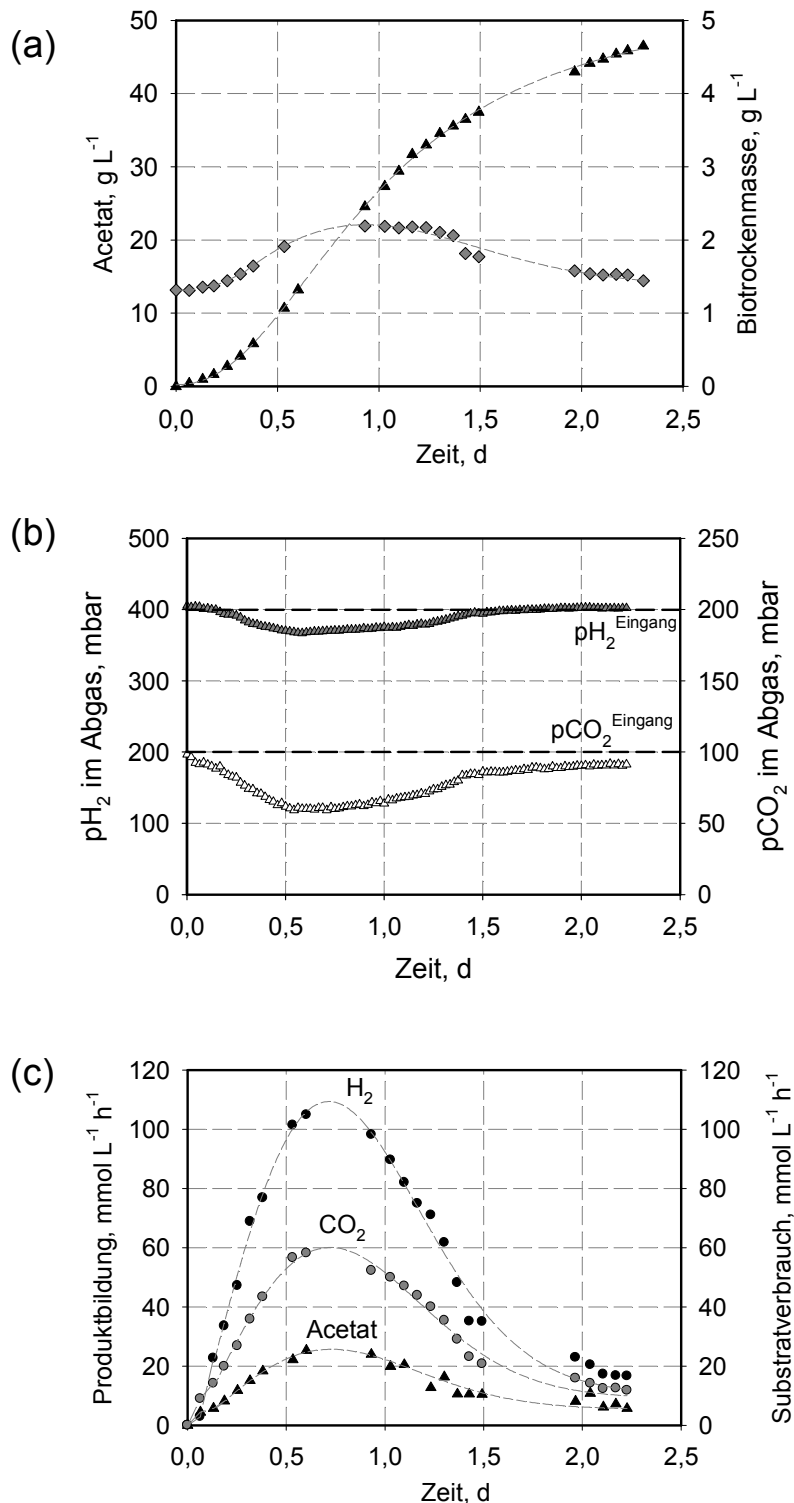 (a)
50
40
30
20
10
0
Acetat, g L⁻¹
5
4
3
2
1
0
Biotrockenmasse, g L⁻¹
0,0 0,5 1,0 1,5 2,0 2,5
Zeit, d
(b)
500
400
300
200
100
0
pH₂ im Abgas, mbar
pH₂ Eingang
pCO₂ Eingang
250
200
150
100
50
0
pCO₂ im Abgas, mbar
0,0 0,5 1,0 1,5 2,0 2,5
Zeit, d
(c)
120
100
80
60
40
20
0
Produktbildung, mmol L⁻¹ h⁻¹
H₂
CO₂
Acetat
120
100
80
60
40
20
0
Substratverbrauch, mmol L⁻¹ h⁻¹
0,0 0,5 1,0 1,5 2,0 2,5
Zeit, d